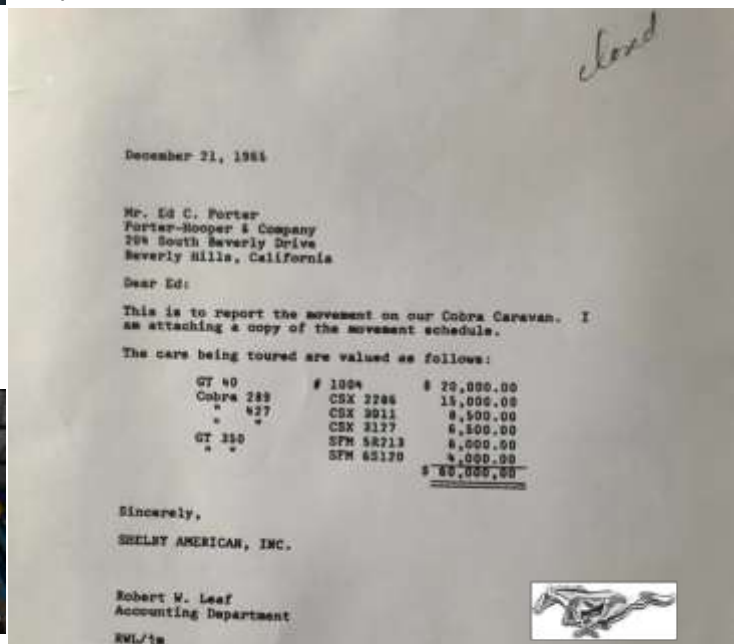 closed
December 21, 1965
Mr. Ed C. Porter
Porter-Hooper & Company
204 South Beverly Drive
Beverly Hills, California
Dear Ed:
This is to report the movement on our Cobra Caravan. I
am attaching a copy of the movement schedule.
The cars being toured are valued as follows:
GT 40 # 1004 $ 20,000.00
Cobra 289 CSX 2286 15,000.00
" 427 CSX 3011 8,500.00
" " CSX 3127 6,500.00
GT 350 SFM 5R213 6,000.00
" " SFM 6S120 4,000.00
$ 60,000,00
Sincerely,
SHELBY AMERICAN, INC.
Robert W. Leaf
Accounting Department
RWL/